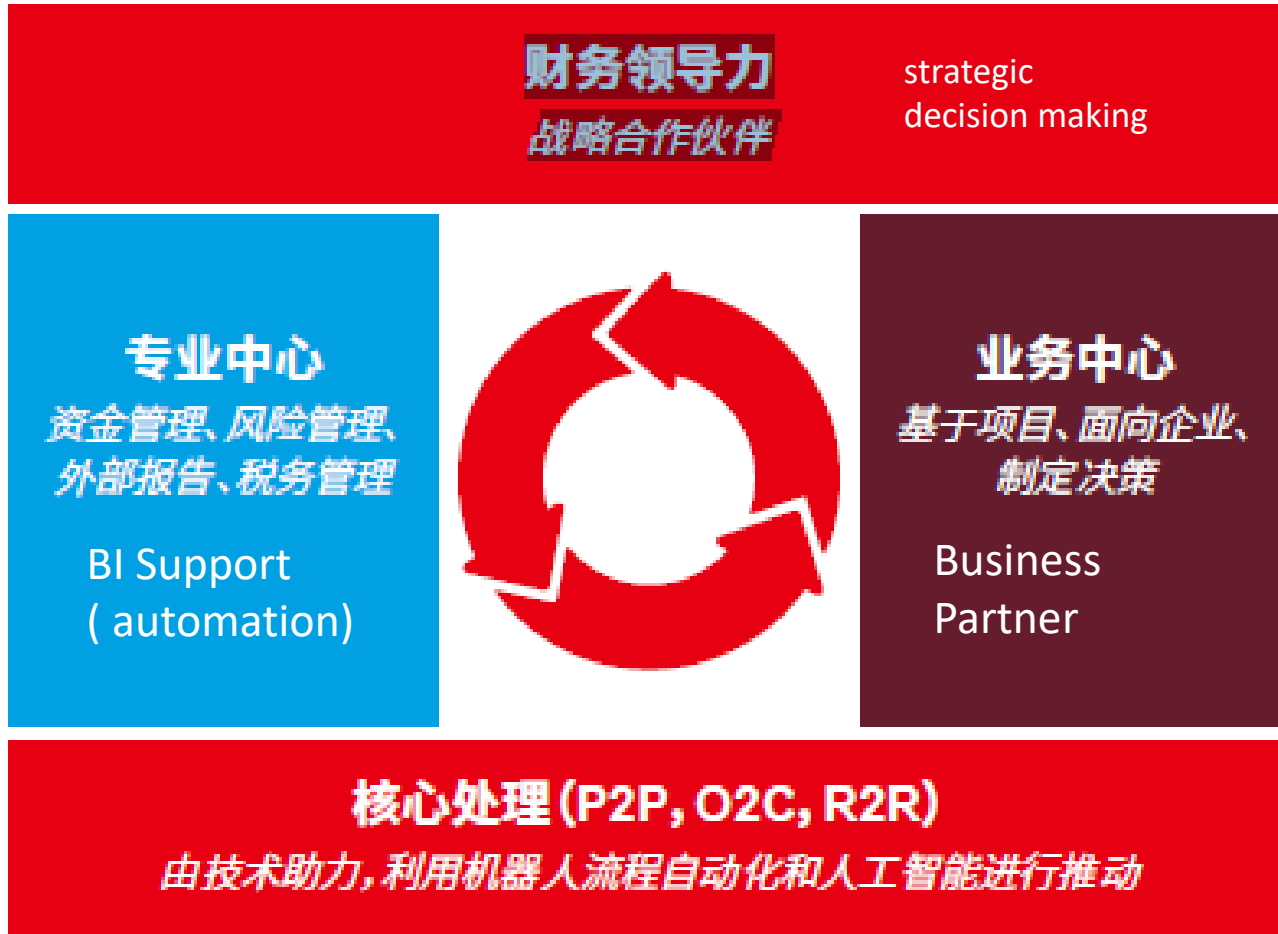 财务领导力
战略合作伙伴
strategic
decision making
专业中心
资金管理、风险管理、
外部报告、税务管理
BI Support
( automation)
业务中心
基于项目、面向企业、
制定决策
Business
Partner
核心处理(P2P, O2C, R2R)
由技术助力,利用机器人流程自动化和人工智能进行推动